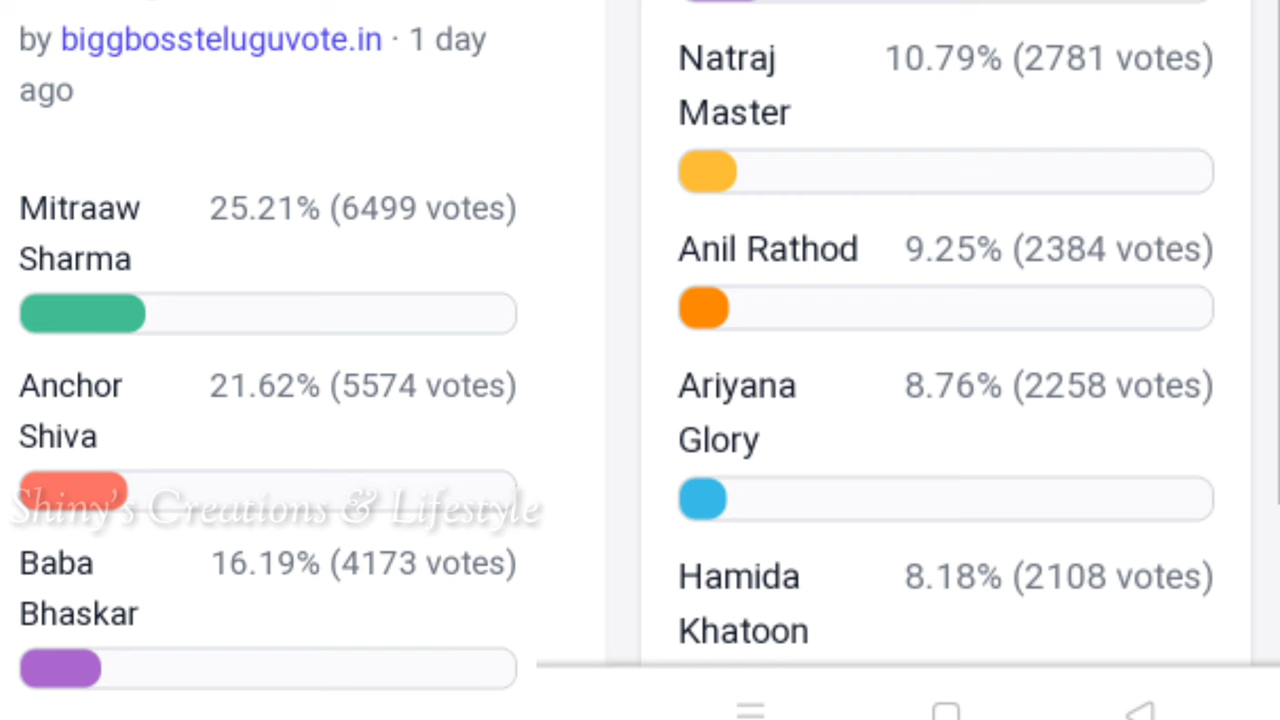 by biggbossteluguvote.in · 1 day
ago
Mitraaw 25.21% (6499 votes)
Sharma
Anchor 21.62% (5574 votes)
Shiva
Shiny's Creations & Lifestyle
Baba 16.19% (4173 votes)
Bhaskar
Natraj 10.79% (2781 votes)
Master
Anil Rathod 9.25% (2384 votes)
Ariyana 8.76% (2258 votes)
Glory
Hamida 8.18% (2108 votes)
Khatoon